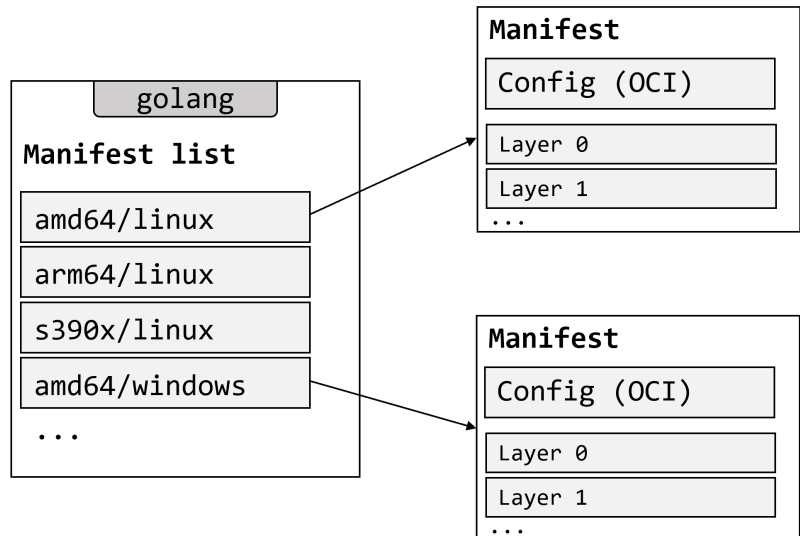 golang
Manifest list
amd64/linux
arm64/linux
s390x/linux
amd64/windows
...
Manifest
Config (OCI)
Layer 0
Layer 1
...
Manifest
Config (OCI)
Layer 0
Layer 1
...